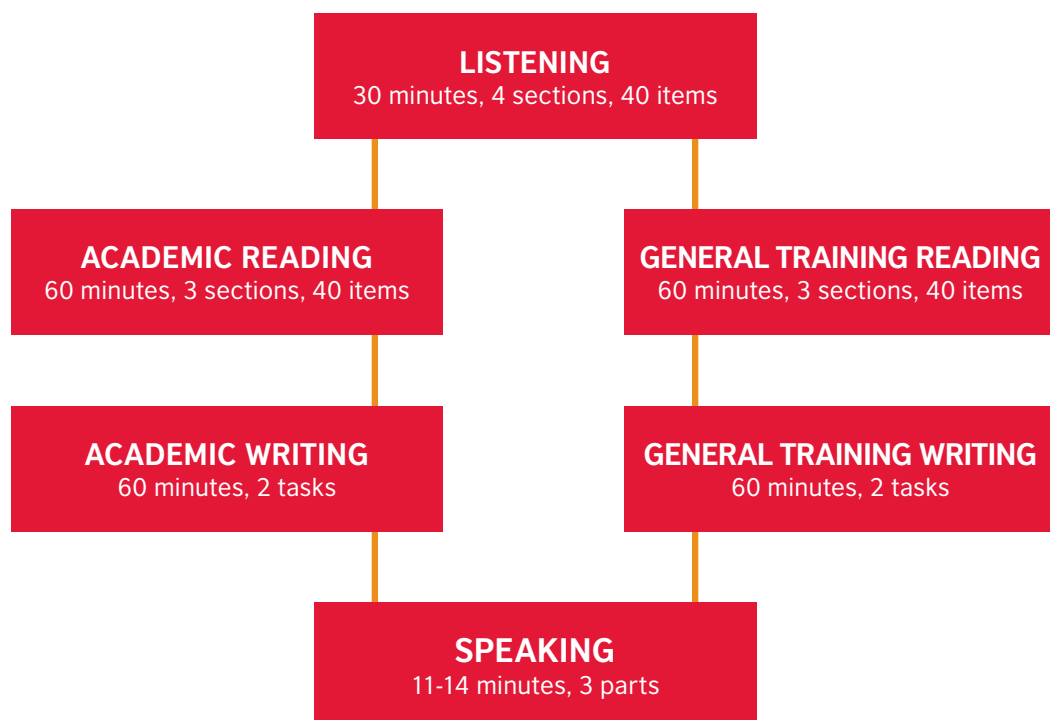 LISTENING
30 minutes, 4 sections, 40 items
ACADEMIC READING
60 minutes, 3 sections, 40 items
GENERAL TRAINING READING
60 minutes, 3 sections, 40 items
ACADEMIC WRITING
60 minutes, 2 tasks
GENERAL TRAINING WRITING
60 minutes, 2 tasks
SPEAKING
11-14 minutes, 3 parts